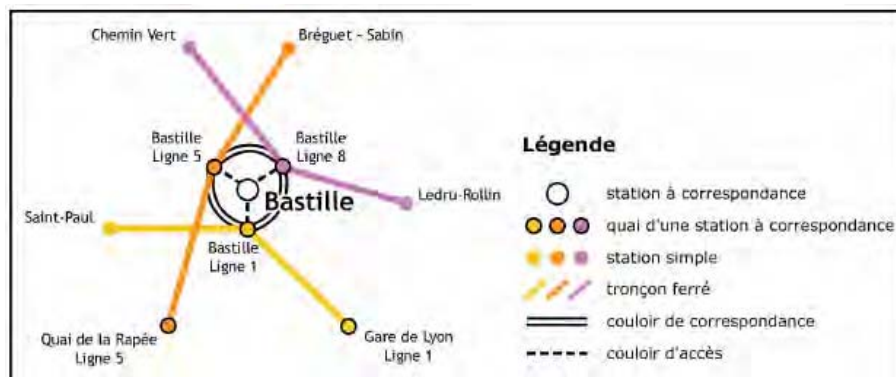 Chemin Vert
Bréguet - Sabin
Bastille
Ligne 5
Bastille
Ligne 8
Saint-Paul
Bastille
Ledru-Rollin
Bastille
Ligne 1
Quai de la Rapée
Ligne 5
Gare de Lyon
Ligne 1
Légende
station à correspondance
quai d'une station à correspondance
station simple
tronçon ferré
couloir de correspondance
couloir d'accès